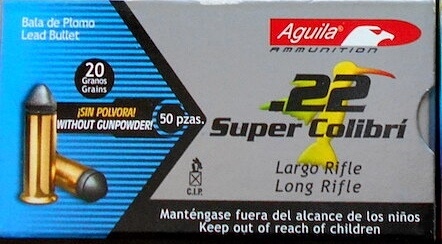 Bala de Plomo
Lead Bullet
Aguila
AMMUNITION
20
Granos
Grains
¡SIN POLVORA!
WITHOUT GUNPOWDER!
50 pzas.
.22
Super Colibrí
Largo Rifle
Long Rifle
C.I.P.
Manténgase fuera del alcance de los niños
Keep out of reach of children